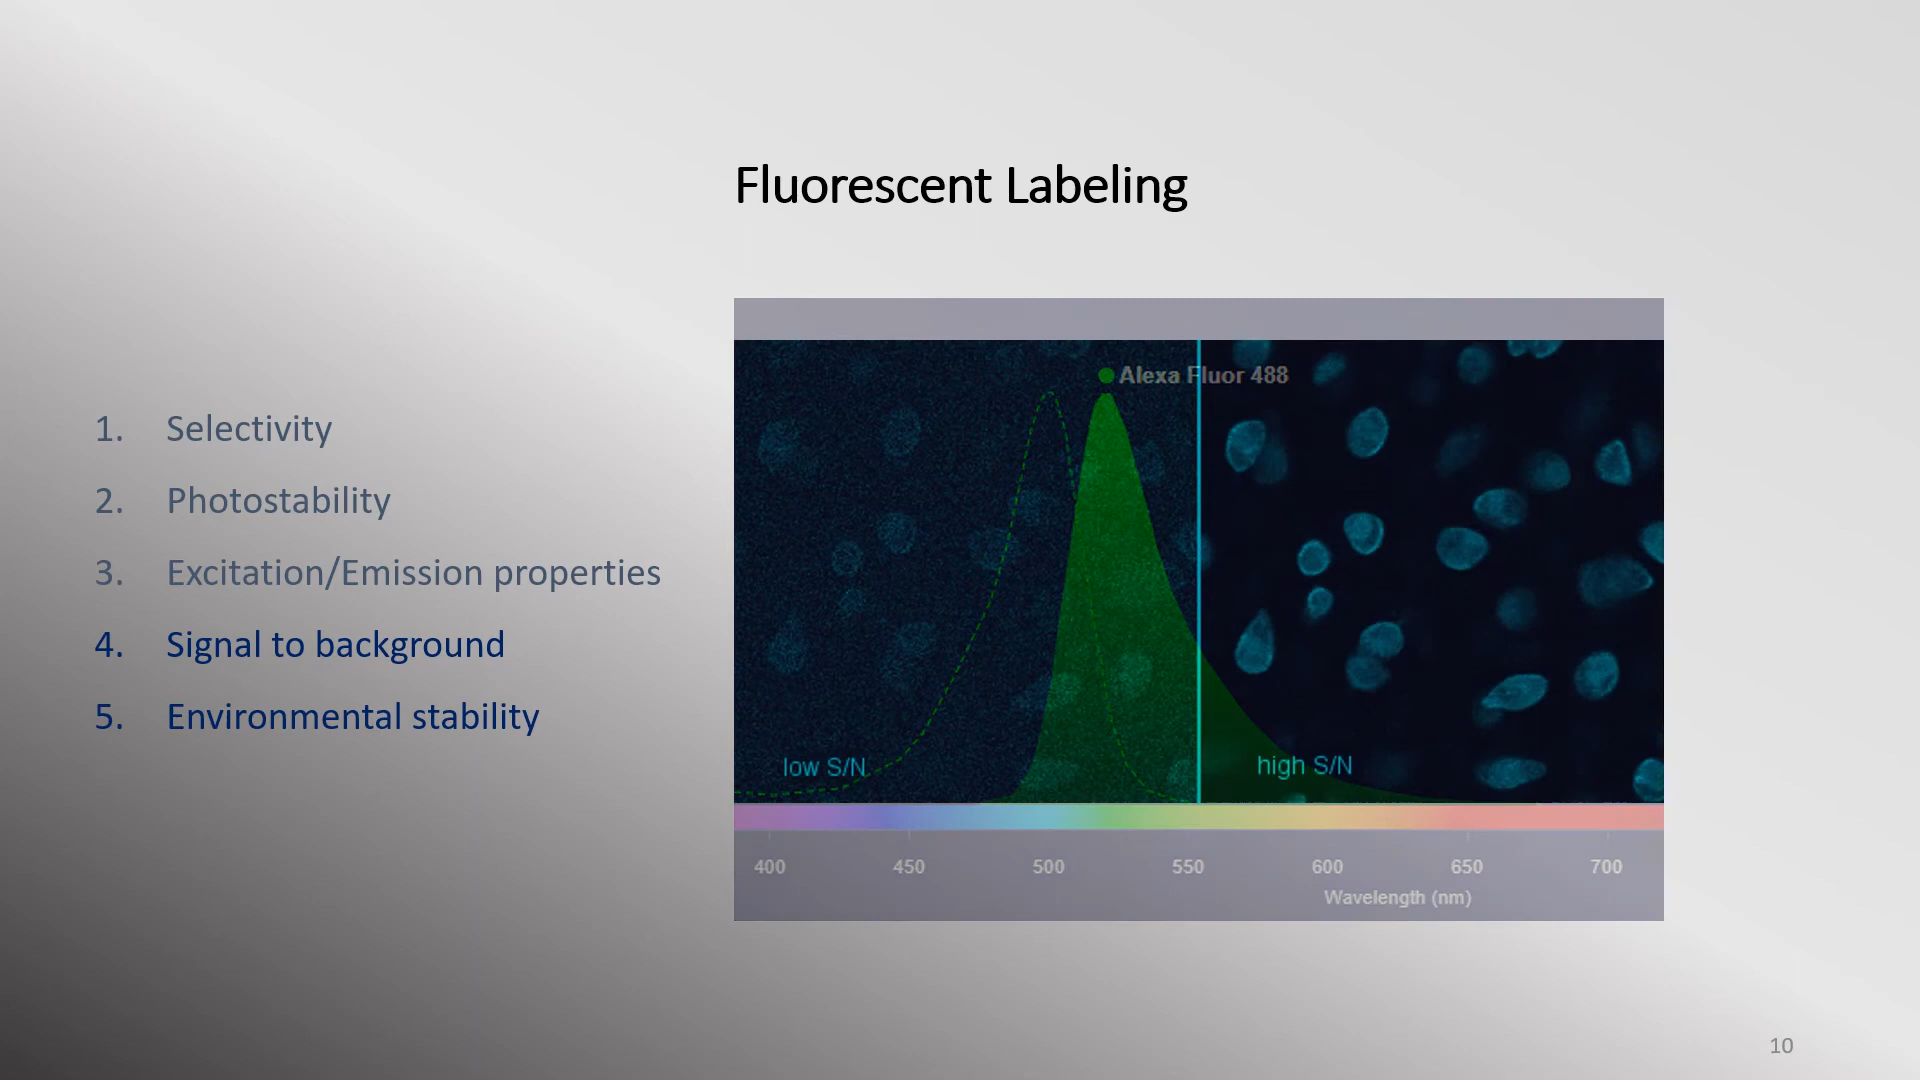 Fluorescent Labeling
1. Selectivity
2. Photostability
3. Excitation/Emission properties
4. Signal to background
5. Environmental stability
Alexa Fluor 488
low S/N
high S/N
400 450 500 550 600 650 700
Wavelength (nm)
10